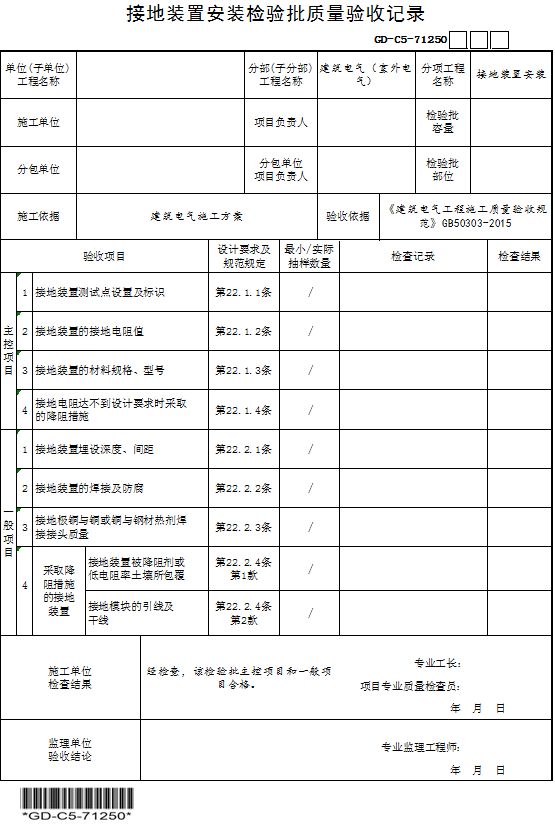 接地装置安装检验批质量验收记录
GD-C5-71250
单位(子单位)
工程名称
分部(子分部)
工程名称
建筑电气（室外电
气）
分项工程
名称
接地装置安装
施工单位
项目负责人
检验批
容量
分包单位
分包单位
项目负责人
检验批
部位
施工依据
建筑电气施工方案
验收依据
《建筑电气工程施工质量验收规
范》GB50303-2015
验收项目
设计要求及
规范规定
最小/实际
抽样数量
检查记录
检查结果
主控项目
1
接地装置测试点设置及标识
第22.1.1条
/
2
接地装置的接地电阻值
第22.1.2条
/
3
接地装置的材料规格、型号
第22.1.3条
/
4
接地电阻达不到设计要求时采取
的降阻措施
第22.1.4条
/
一般项目
1
接地装置埋设深度、间距
第22.2.1条
/
2
接地装置的焊接及防腐
第22.2.2条
/
3
接地极铜与铜或铜与钢材热剂焊
接接头质量
第22.2.3条
/
4
采取降
阻措施
的接地
装置
接地装置被降阻剂或
低电阻率土壤所包覆
第22.2.4条
第1款
/
接地模块的引线及
干线
第22.2.4条
第2款
/
施工单位
检查结果
经检查，该检验批主控项目和一般项
目合格。
专业工长：
项目专业质量检查员：
年 月 日
监理单位
验收结论
专业监理工程师：
年 月 日
*GD-C5-71250*